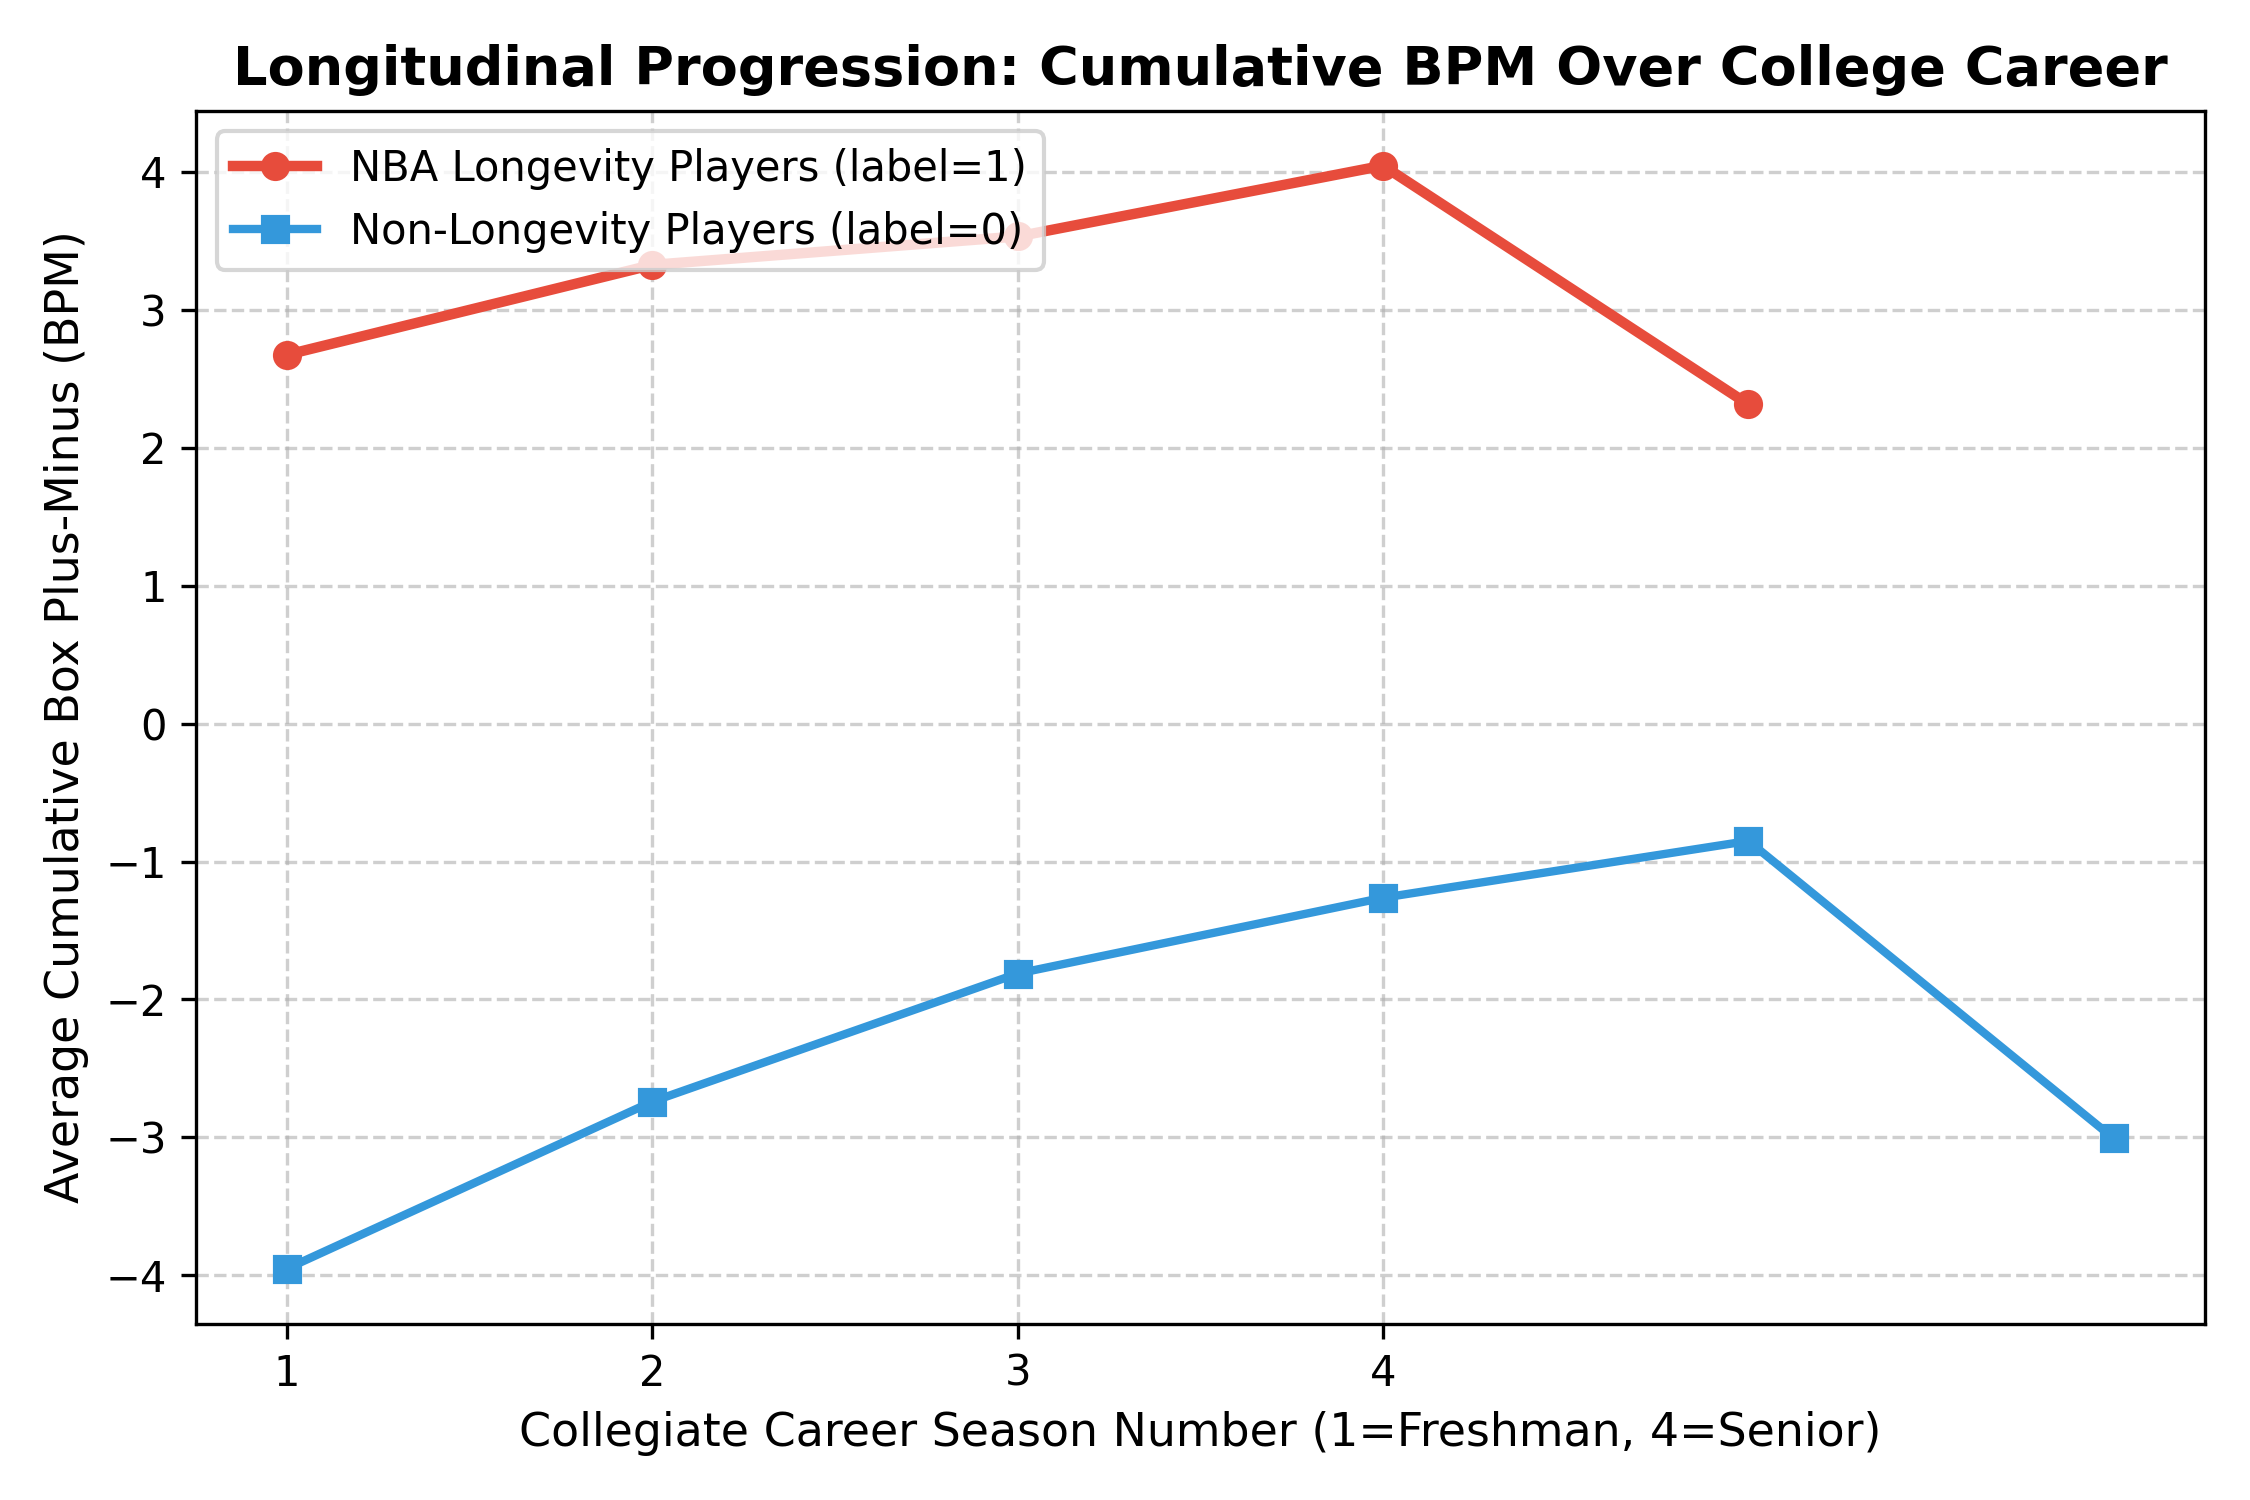 Longitudinal Progression: Cumulative BPM Over College Career
NBA Longevity Players (label=1)
Non-Longevity Players (label=0)
Average Cumulative Box Plus-Minus (BPM)
4
3
2
1
0
−1
−2
−3
−4
1 2 3 4
Collegiate Career Season Number (1=Freshman, 4=Senior)